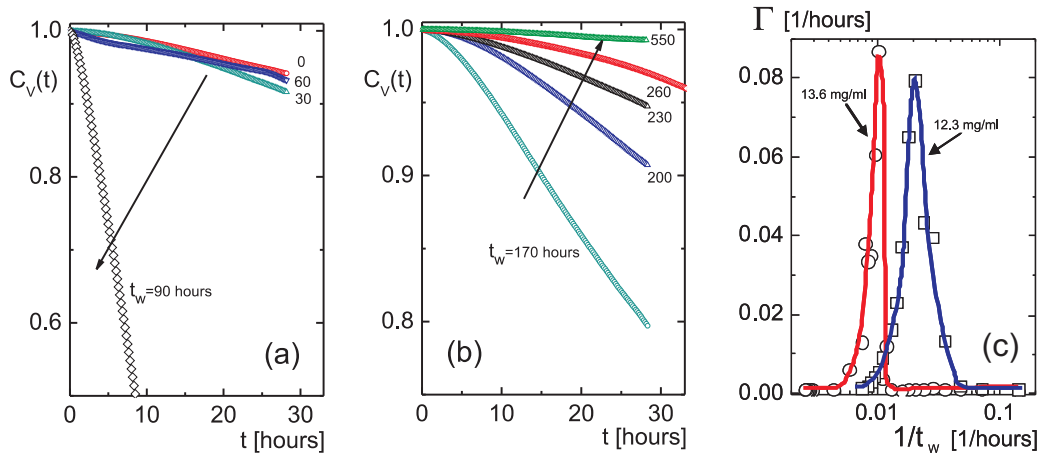 1.0
0.8
0.6
C_V(t)
0
60
30
t_w=90 hours
(a)
0 10 20 30
t [hours]
1.0
0.9
0.8
C_V(t)
550
260
230
200
t_w=170 hours
(b)
0 10 20 30
t [hours]
Γ [1/hours]
0.08
0.06
0.04
0.02
0.00
13.6 mg/ml
12.3 mg/ml
(c)
0.01 0.1
1/t_w [1/hours]